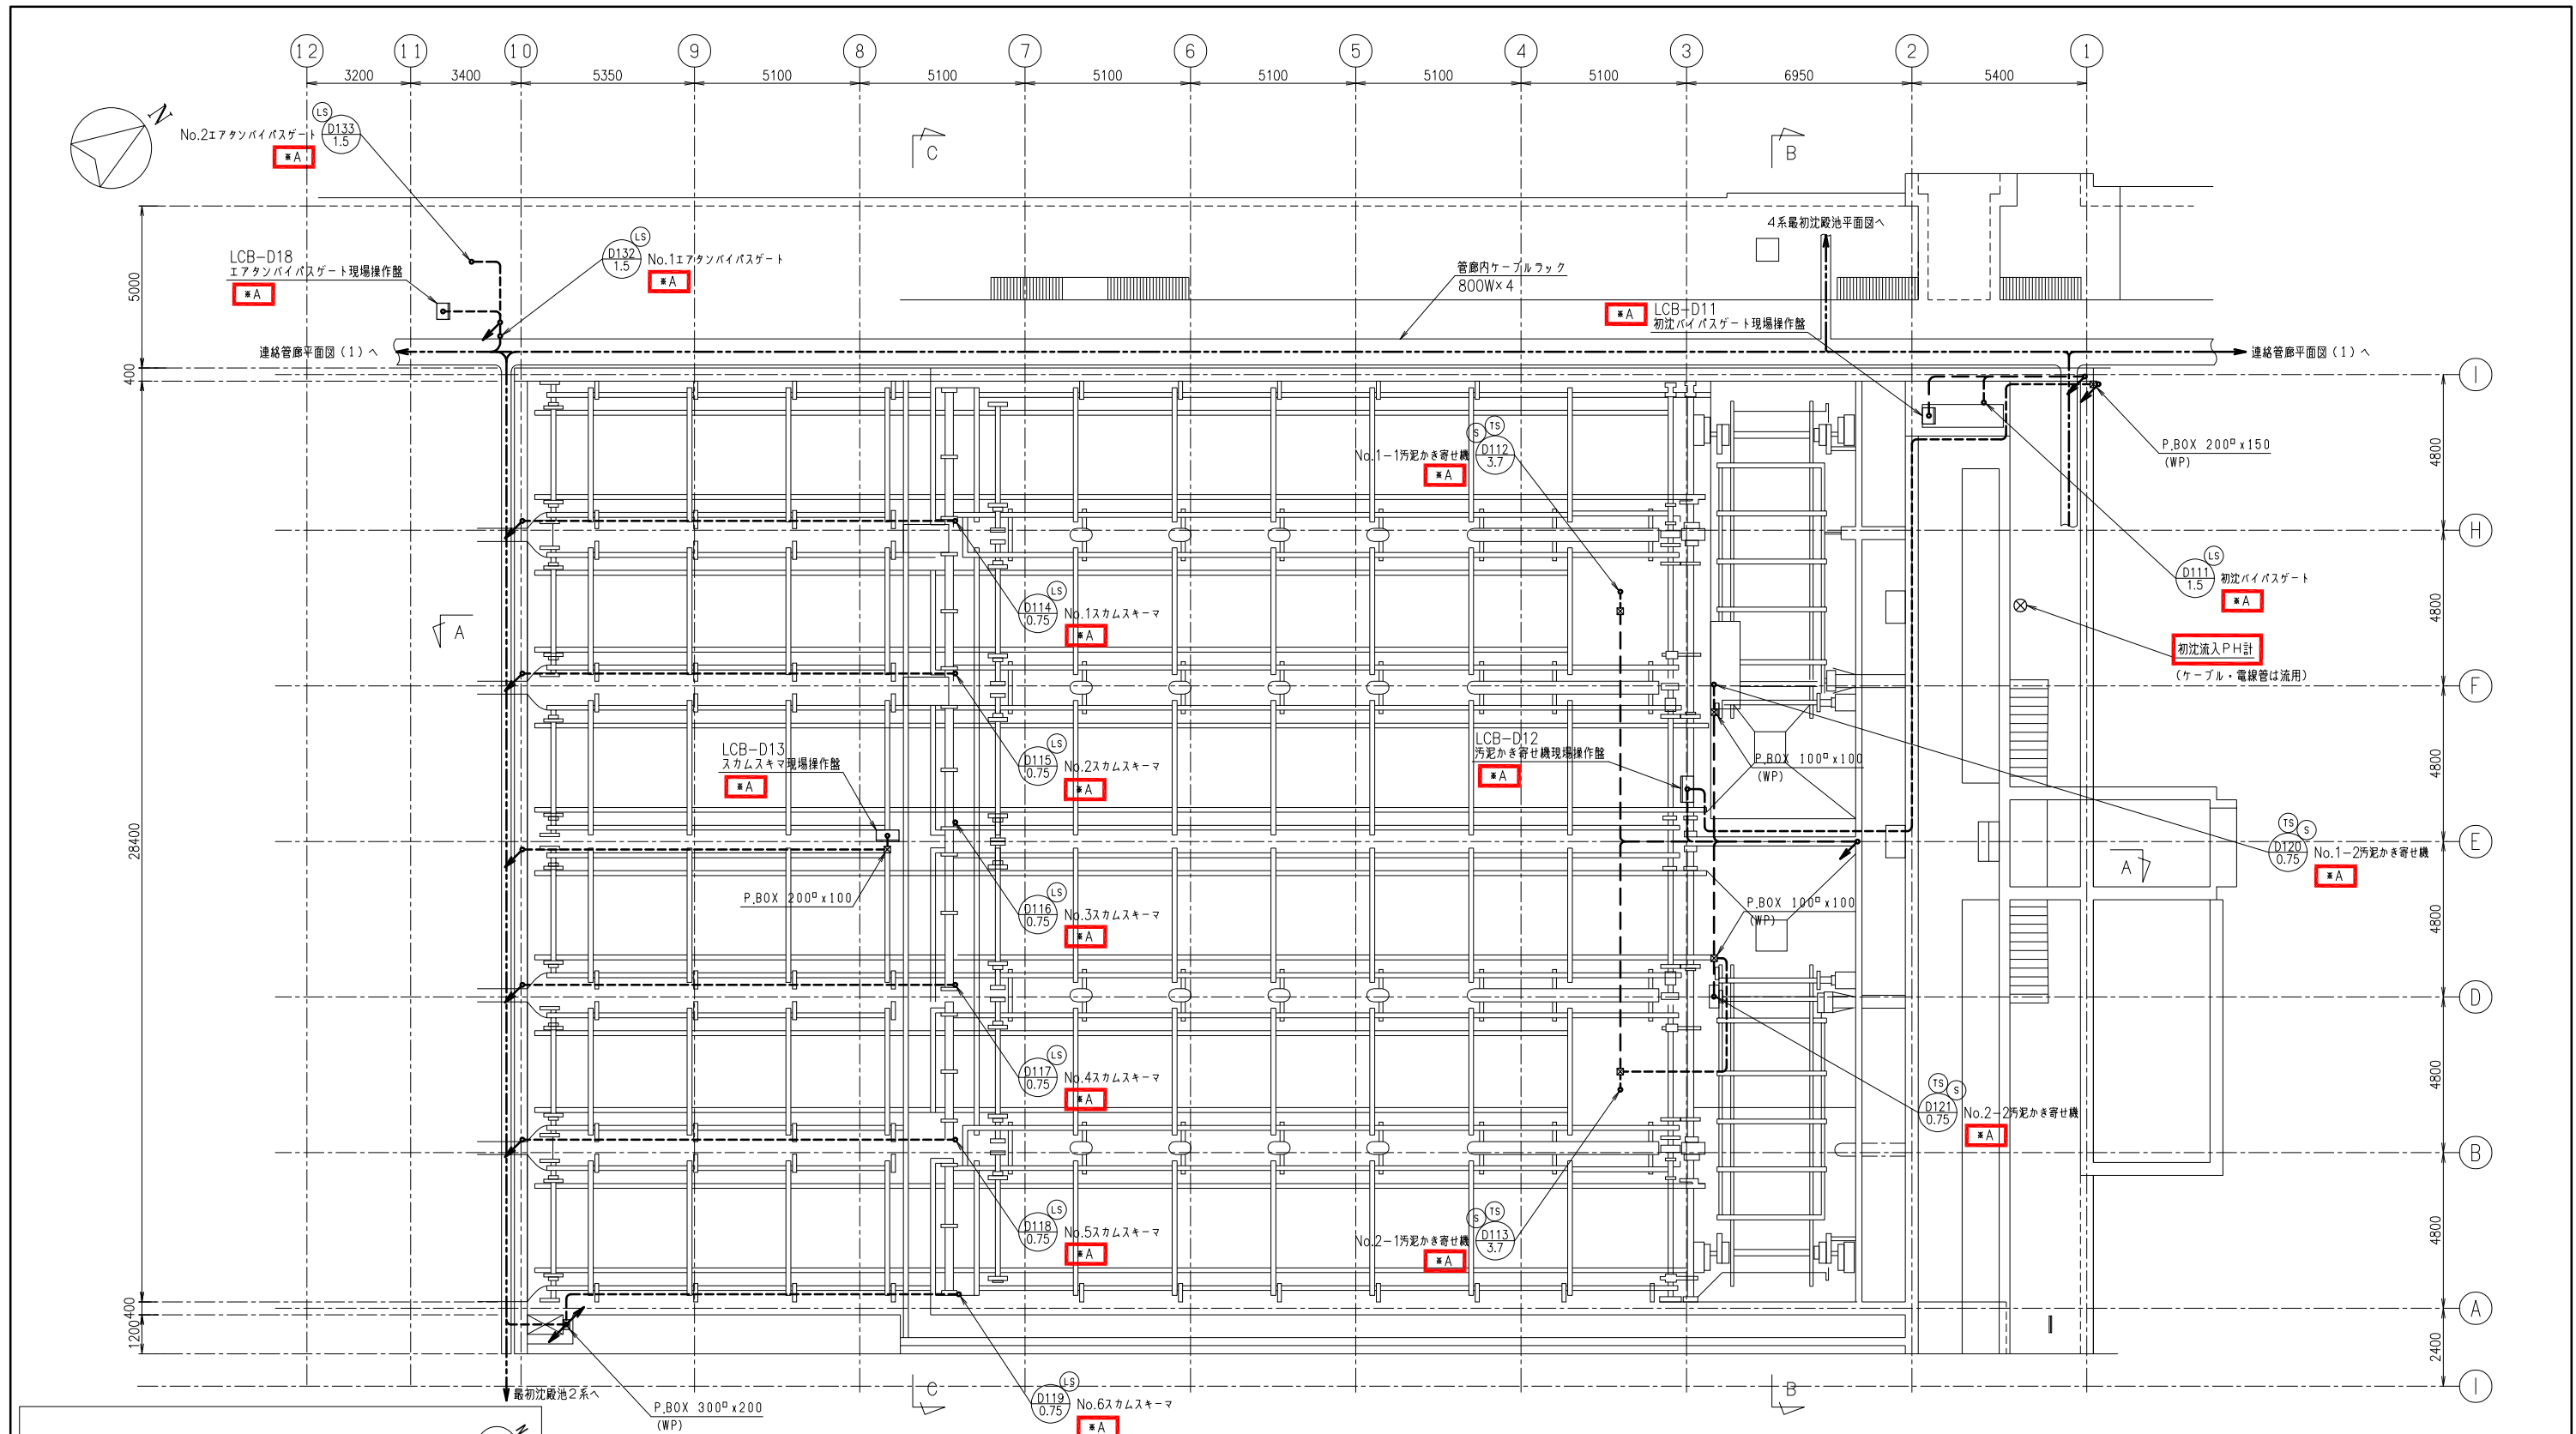 12 11 10 9 8 7 6 5 4 3 2 1
3200 3400 5350 5100 5100 5100 5100 5100 5100 6950 5400
N
LS
No.2エアタンバイパスゲート D133 1.5
※A
C B
LCB-D18
エアタンバイパスゲート現場操作盤
※A
LS
D132 1.5 No.1エアタンバイパスゲート
※A
4系最初沈殿池平面図へ
管廊内ケーブルラック
800W×4
※A LCB-D11
初沈バイパスゲート現場操作盤
5000
連絡管廊平面図(1)へ
連絡管廊平面図(1)へ
400
I
4800
P.BOX 200□x150
(WP)
S TS
No.1-1汚泥かき寄せ機 D112 3.7
※A
H
LS
D111 1.5 初沈バイパスゲート
※A
LS
D114 0.75 No.1スカムスキーマ
※A
A
4800
初沈流入PH計
(ケーブル・電線管は流用)
F
LCB-D13
スカムスキマ現場操作盤
※A
LS
D115 0.75 No.2スカムスキーマ
※A
LCB-D12
汚泥かき寄せ機現場操作盤
※A
P.BOX 100□x100
(WP)
4800
28400
E
TS S
D120 0.75 No.1-2汚泥かき寄せ機
※A
A
P.BOX 200□x100
LS
D116 0.75 No.3スカムスキーマ
※A
P.BOX 100□x100
(WP)
4800
D
LS
D117 0.75 No.4スカムスキーマ
※A
4800
TS S
D121 0.75 No.2-2汚泥かき寄せ機
※A
B
LS
D118 0.75 No.5スカムスキーマ
※A
S TS
No.2-1汚泥かき寄せ機 D113 3.7
※A
4800
400
A
1200
2400
最初沈殿池2系へ
C B
I
P.BOX 300□x200
(WP)
LS
D119 0.75 No.6スカムスキーマ
※A
N